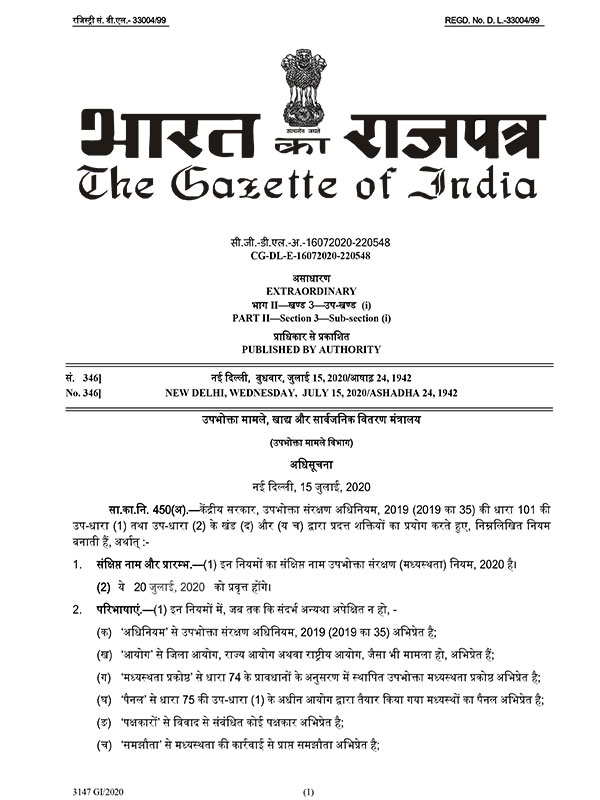 रजिस्ट्री सं. डी.एल.- 33004/99
REGD. No. D. L.-33004/99
सत्यमेव जयते
भारत का राजपत्र
The Gazette of India
सी.जी.-डी.एल.-अ.-16072020-220548
CG-DL-E-16072020-220548
असाधारण
EXTRAORDINARY
भाग II—खण्ड 3—उप-खण्ड (i)
PART II—Section 3—Sub-section (i)
प्राधिकार से प्रकाशित
PUBLISHED BY AUTHORITY
सं. 346] नई दिल्ली, बुधवार, जुलाई 15, 2020/आषाढ़ 24, 1942
No. 346] NEW DELHI, WEDNESDAY, JULY 15, 2020/ASHADHA 24, 1942
उपभोक्ता मामले, खाद्य और सार्वजनिक वितरण मंत्रालय
(उपभोक्ता मामले विभाग)
अधिसूचना
नई दिल्ली, 15 जुलाई, 2020
सा.का.नि. 450(अ).—केंद्रीय सरकार, उपभोक्ता संरक्षण अधिनियम, 2019 (2019 का 35) की धारा 101 की
उप-धारा (1) तथा उप-धारा (2) के खंड (द) और (य च) द्वारा प्रदत्त शक्तियों का प्रयोग करते हुए, निम्नलिखित नियम
बनाती हैं, अर्थात् :-
1. संक्षिप्त नाम और प्रारम्भ.—(1) इन नियमों का संक्षिप्त नाम उपभोक्ता संरक्षण (मध्यस्थता) नियम, 2020 है।
(2) ये 20 जुलाई, 2020 को प्रवृत्त होंगे।
2. परिभाषाएं.—(1) इन नियमों में, जब तक कि संदर्भ अन्यथा अपेक्षित न हो, -
(क) 'अधिनियम' से उपभोक्ता संरक्षण अधिनियम, 2019 (2019 का 35) अभिप्रेत है;
(ख) 'आयोग' से जिला आयोग, राज्य आयोग अथवा राष्ट्रीय आयोग, जैसा भी मामला हो, अभिप्रेत हैं;
(ग) 'मध्यस्थता प्रकोष्ठ' से धारा 74 के प्रावधानों के अनुसरण में स्थापित उपभोक्ता मध्यस्थता प्रकोष्ठ अभिप्रेत है;
(घ) 'पैनल' से धारा 75 की उप-धारा (1) के अधीन आयोग द्वारा तैयार किया गया मध्यस्थों का पैनल अभिप्रेत है;
(ङ) 'पक्षकारों' से विवाद से संबंधित कोई पक्षकार अभिप्रेत है;
(च) 'समझौता' से मध्यस्थता की कार्रवाई से प्राप्त समझौता अभिप्रेत है;
3147 GI/2020 (1)